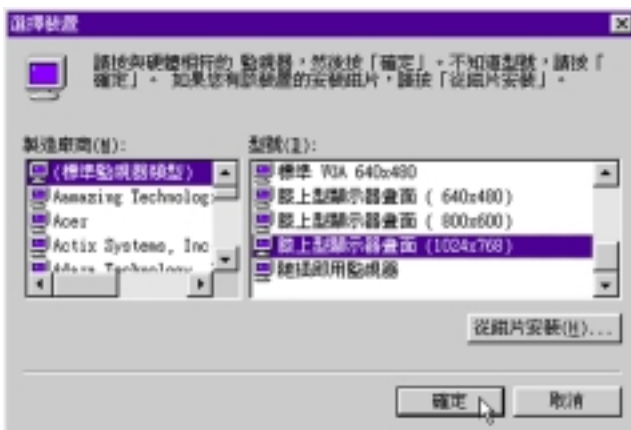 選擇裝置
請按與硬體相符的 監視器，然後按「確定」。不知道型號，請按「
確定」。 如果您有該裝置的安裝磁片，請按「從磁片安裝」。
製造廠商(M):
(標準監視器類型)
Aamazing Technolog
Acer
Actix Systems, Inc
Adara Technology
型號(I):
標準 VGA 640x480
膝上型顯示器畫面 ( 640x480)
膝上型顯示器畫面 ( 800x600)
膝上型顯示器畫面 (1024x768)
隨插即用監視器
從磁片安裝(H)...
確定
取消